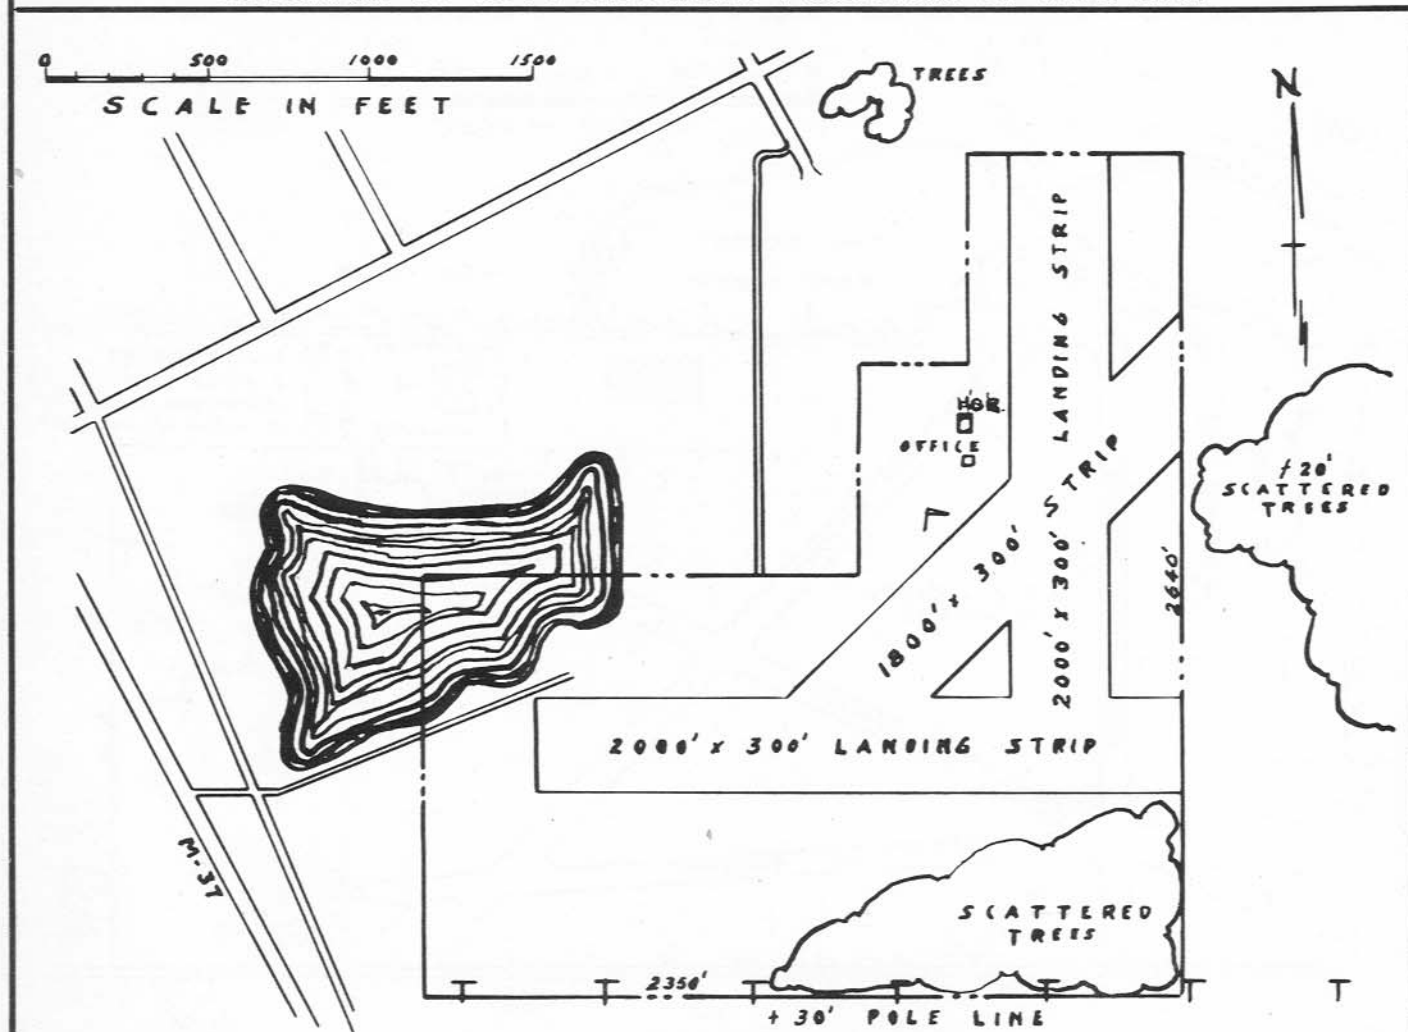 0 500 1000 1500
SCALE IN FEET
TREES
N
LANDING STRIP
HGR.
OFFICE
+20'
SCATTERED
TREES
1800' x 300' STRIP
2000' x 300'
2640'
2000' x 300' LANDING STRIP
M-37
SCATTERED
TREES
2350'
+30' POLE LINE